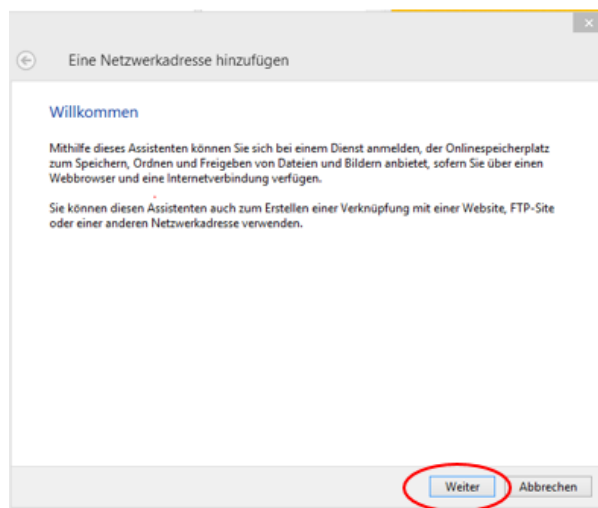 Eine Netzwerkadresse hinzufügen
Willkommen
Mithilfe dieses Assistenten können Sie sich bei einem Dienst anmelden, der Onlinespeicherplatz
zum Speichern, Ordnen und Freigeben von Dateien und Bildern anbietet, sofern Sie über einen
Webbrowser und eine Internetverbindung verfügen.
Sie können diesen Assistenten auch zum Erstellen einer Verknüpfung mit einer Website, FTP-Site
oder einer anderen Netzwerkadresse verwenden.
Weiter Abbrechen